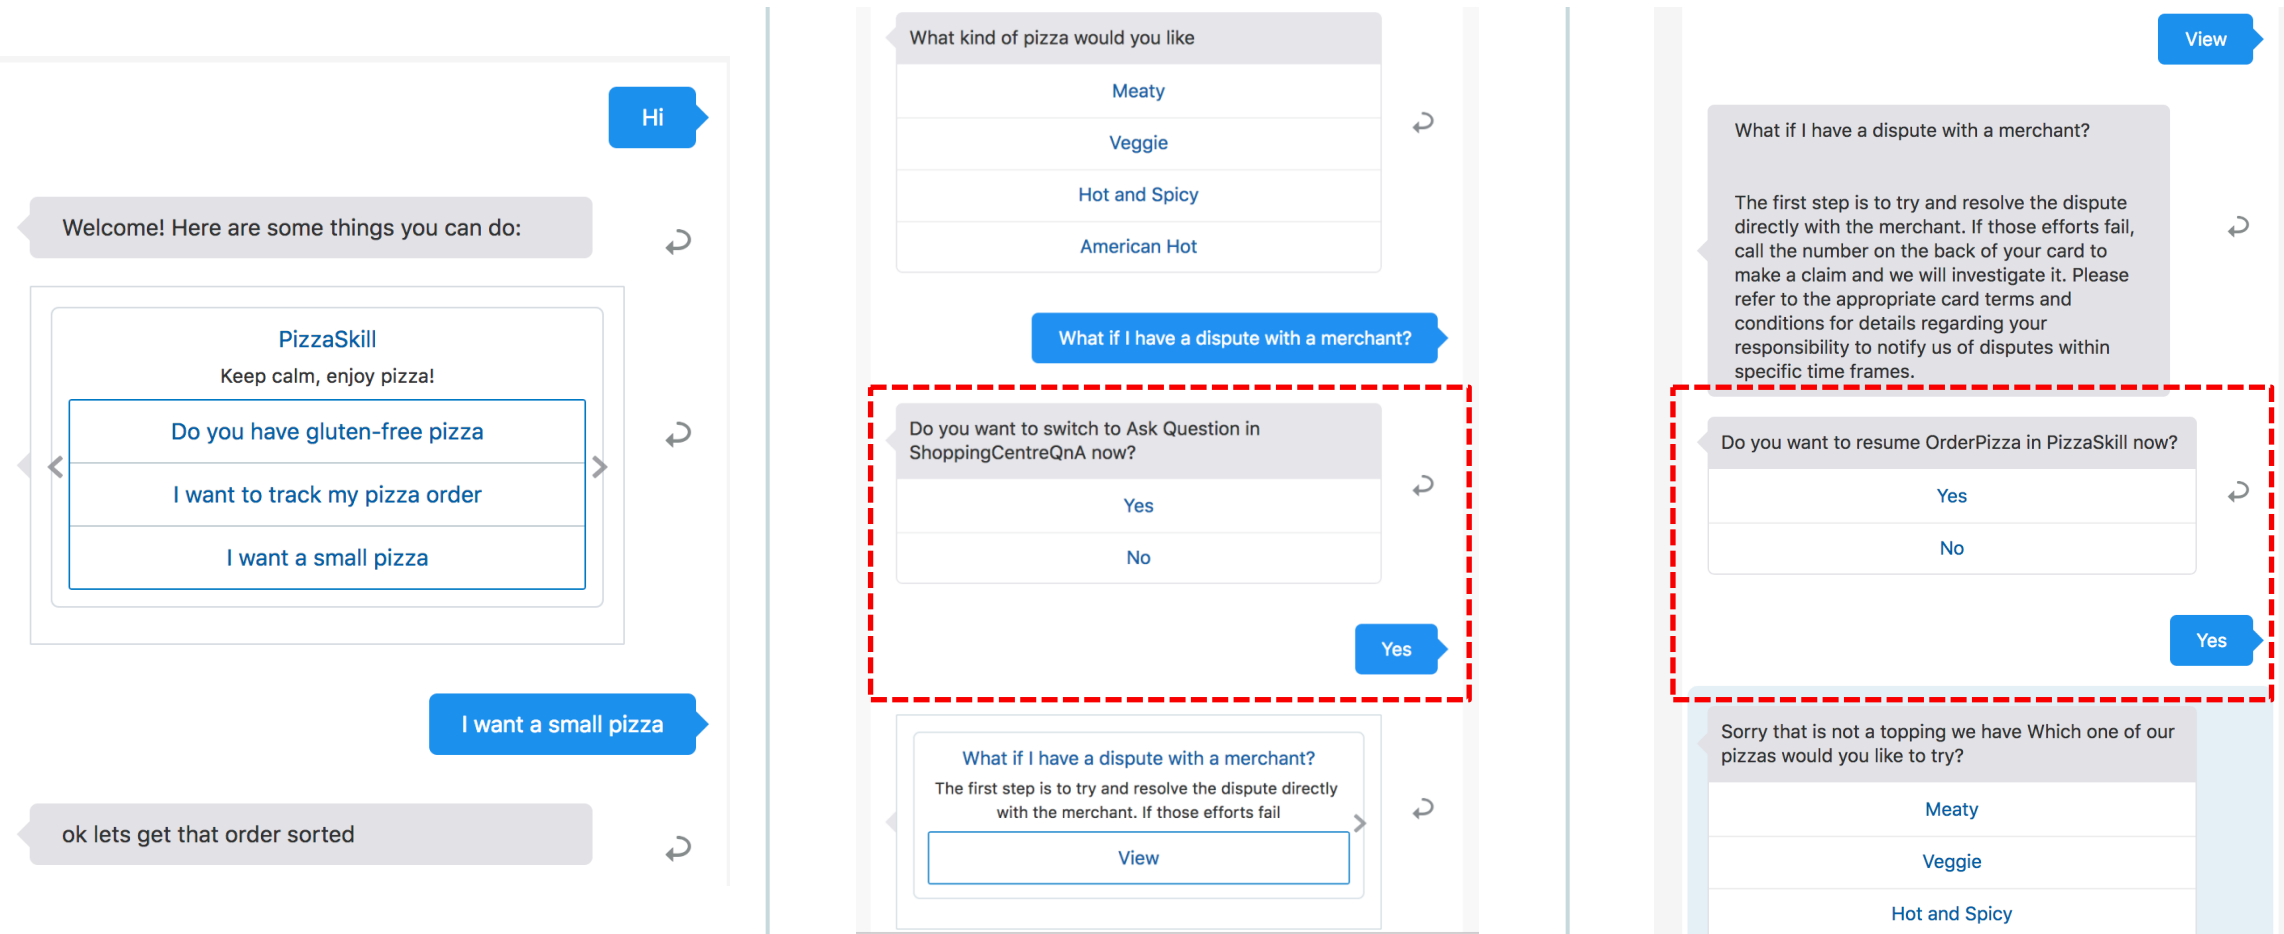 Hi
Welcome! Here are some things you can do:
PizzaSkill
Keep calm, enjoy pizza!
Do you have gluten-free pizza
I want to track my pizza order
I want a small pizza
I want a small pizza
ok lets get that order sorted
What kind of pizza would you like
Meaty
Veggie
Hot and Spicy
American Hot
What if I have a dispute with a merchant?
Do you want to switch to Ask Question in
ShoppingCentreQnA now?
Yes
No
Yes
What if I have a dispute with a merchant?
The first step is to try and resolve the dispute directly
with the merchant. If those efforts fail
View
View
What if I have a dispute with a merchant?
The first step is to try and resolve the dispute
directly with the merchant. If those efforts fail,
call the number on the back of your card to
make a claim and we will investigate it. Please
refer to the appropriate card terms and
conditions for details regarding your
responsibility to notify us of disputes within
specific time frames.
Do you want to resume OrderPizza in PizzaSkill now?
Yes
No
Yes
Sorry that is not a topping we have Which one of our
pizzas would you like to try?
Meaty
Veggie
Hot and Spicy